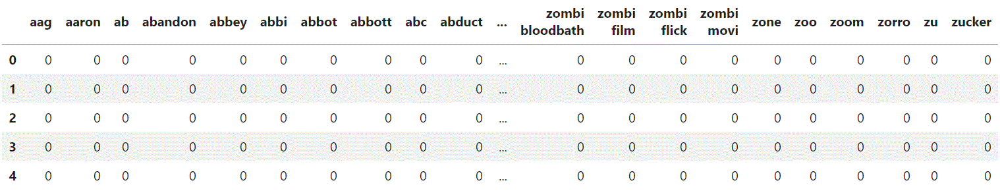 zombi zombi zombi zombi
aag aaron ab abandon abbey abbi abbot abbott abc abduct ... bloodbath film flick movi zone zoo zoom zorro zu zucker
0 0 0 0 0 0 0 0 0 0 0 ... 0 0 0 0 0 0 0 0 0 0
1 0 0 0 0 0 0 0 0 0 0 ... 0 0 0 0 0 0 0 0 0 0
2 0 0 0 0 0 0 0 0 0 0 ... 0 0 0 0 0 0 0 0 0 0
3 0 0 0 0 0 0 0 0 0 0 ... 0 0 0 0 0 0 0 0 0 0
4 0 0 0 0 0 0 0 0 0 0 ... 0 0 0 0 0 0 0 0 0 0